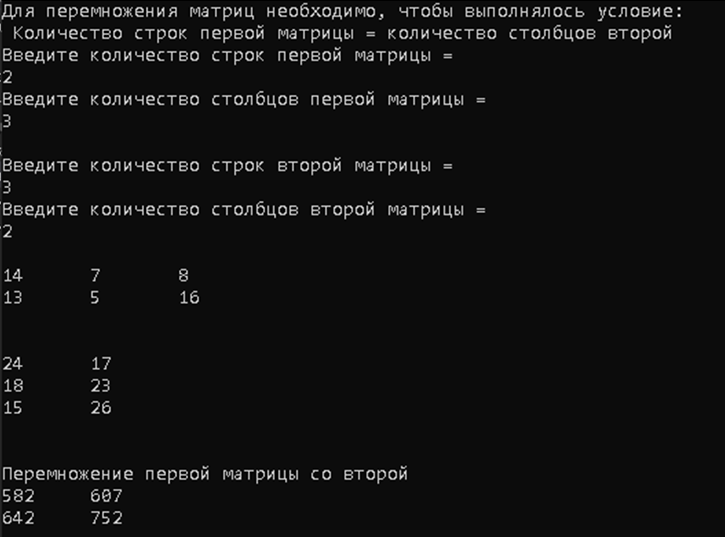 Для перемножения матриц необходимо, чтобы выполнялось условие:
Количество строк первой матрицы = количество столбцов второй
Введите количество строк первой матрицы =
2
Введите количество столбцов первой матрицы =
3
Введите количество строк второй матрицы =
3
Введите количество столбцов второй матрицы =
2
14 7 8
13 5 16
24 17
18 23
15 26
Перемножение первой матрицы со второй
582 607
642 752